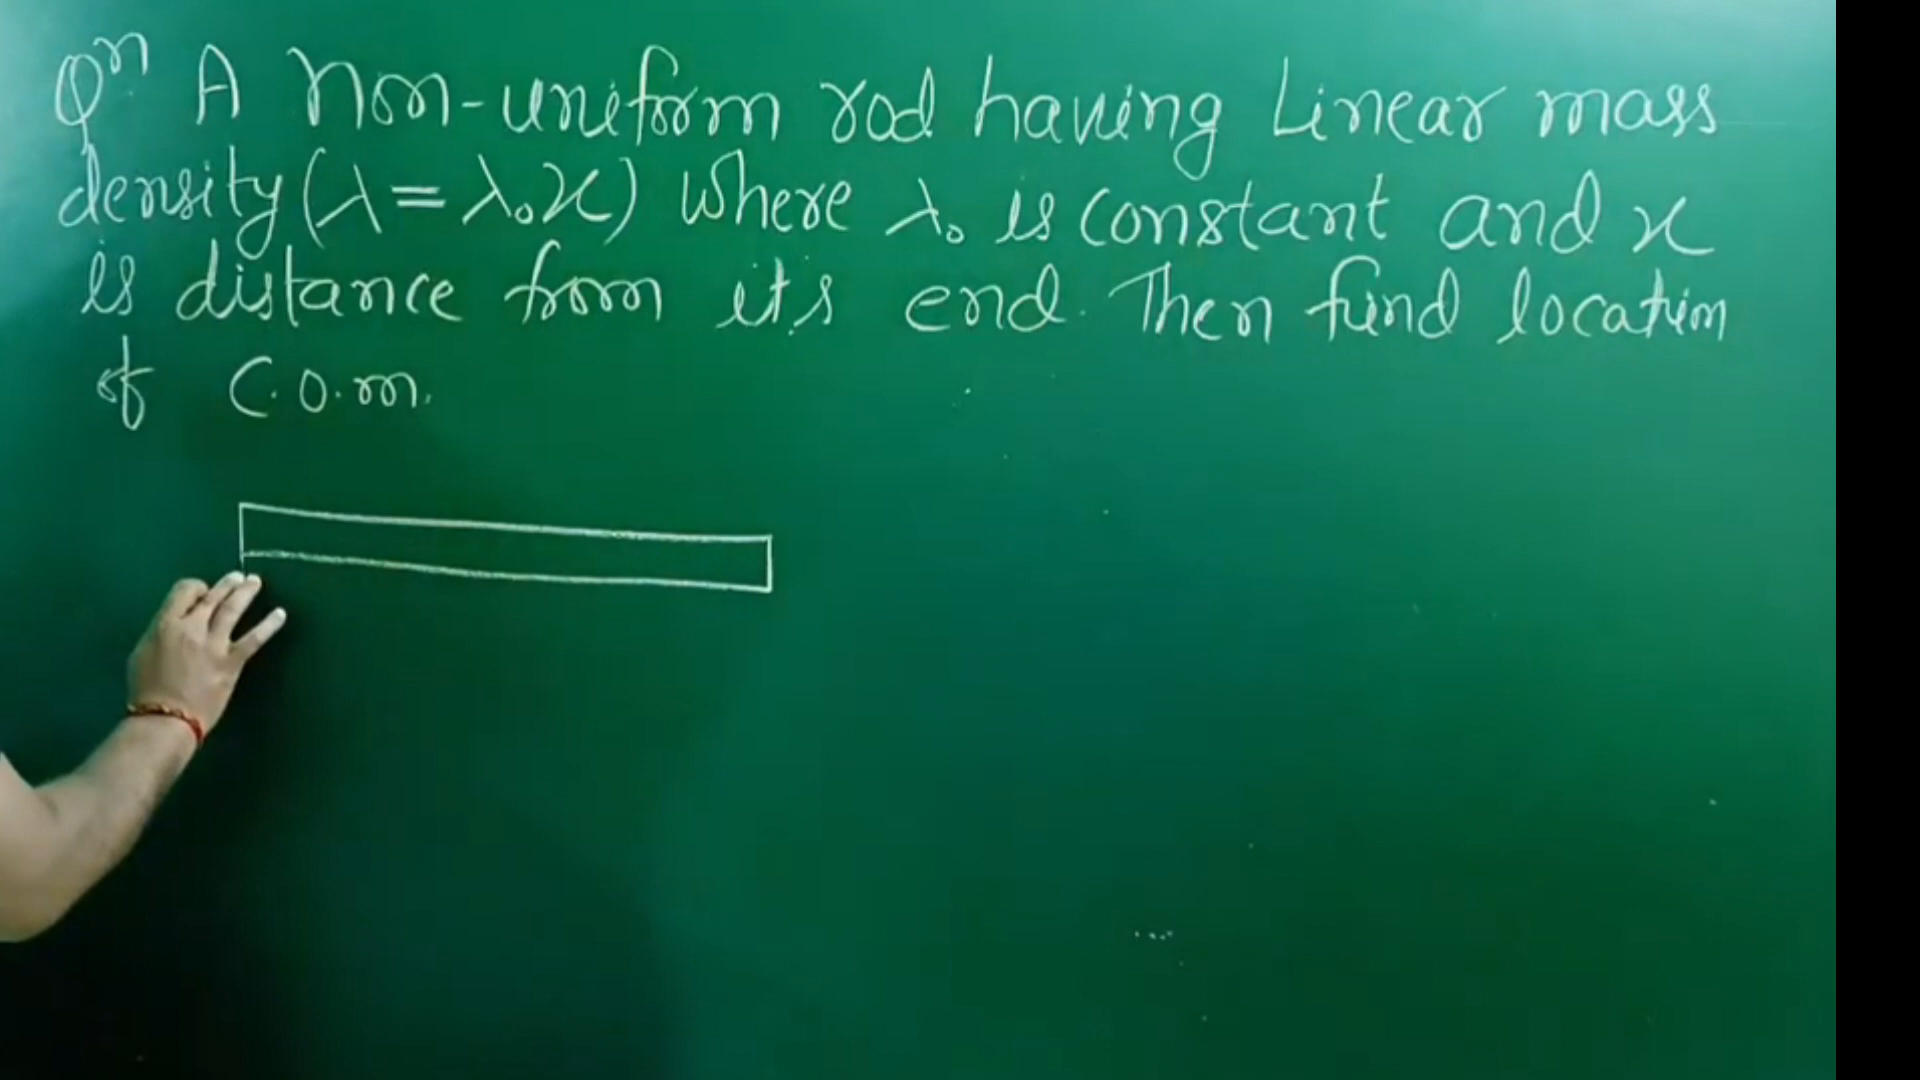 Qn A Non-uniform rod having Linear mass
density (λ = λ₀x) where λ₀ is constant and x
is distance from it's end. Then find location
of C.O.m.